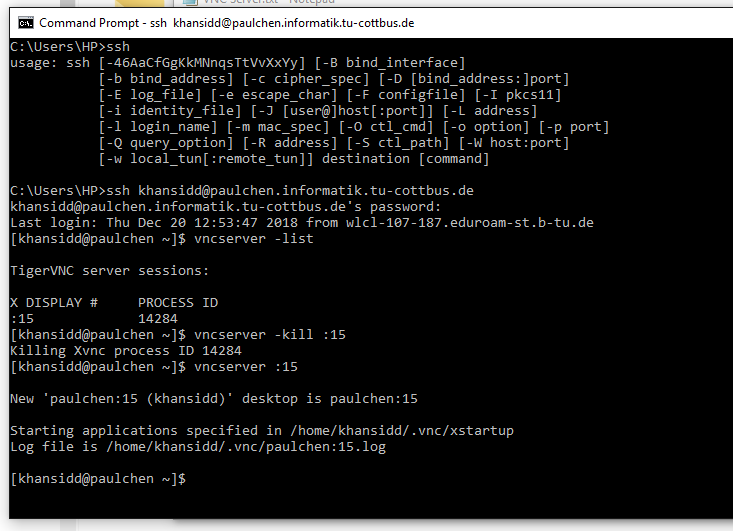 VNC Server.txt - Notepad
Command Prompt - ssh  khansidd@paulchen.informatik.tu-cottbus.de
C:\Users\HP>ssh
usage: ssh [-46AaCfGgKkMNnqsTtVvXxYy] [-B bind_interface]
           [-b bind_address] [-c cipher_spec] [-D [bind_address:]port]
           [-E log_file] [-e escape_char] [-F configfile] [-I pkcs11]
           [-i identity_file] [-J [user@]host[:port]] [-L address]
           [-l login_name] [-m mac_spec] [-O ctl_cmd] [-o option] [-p port]
           [-Q query_option] [-R address] [-S ctl_path] [-W host:port]
           [-w local_tun[:remote_tun]] destination [command]
C:\Users\HP>ssh khansidd@paulchen.informatik.tu-cottbus.de
khansidd@paulchen.informatik.tu-cottbus.de's password:
Last login: Thu Dec 20 12:53:47 2018 from wlcl-107-187.eduroam-st.b-tu.de
[khansidd@paulchen ~]$ vncserver -list
TigerVNC server sessions:
X DISPLAY #     PROCESS ID
:15             14284
[khansidd@paulchen ~]$ vncserver -kill :15
Killing Xvnc process ID 14284
[khansidd@paulchen ~]$ vncserver :15
New 'paulchen:15 (khansidd)' desktop is paulchen:15
Starting applications specified in /home/khansidd/.vnc/xstartup
Log file is /home/khansidd/.vnc/paulchen:15.log
[khansidd@paulchen ~]$